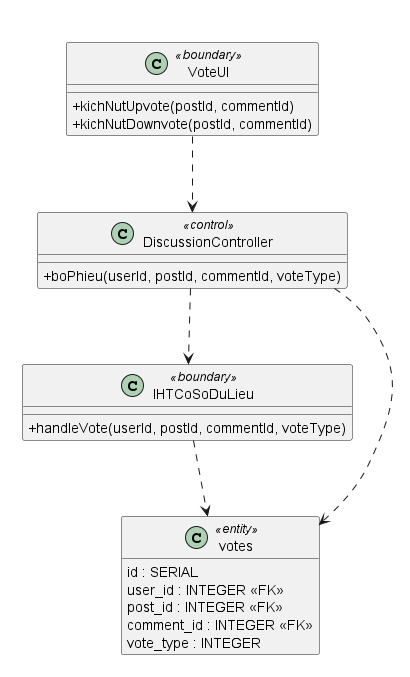 «boundary»
C VoteUI
+kichNutUpvote(postId, commentId)
+kichNutDownvote(postId, commentId)
«control»
C DiscussionController
+boPhieu(userId, postId, commentId, voteType)
«boundary»
C IHTCoSoDuLieu
+handleVote(userId, postId, commentId, voteType)
«entity»
C votes
id : SERIAL
user_id : INTEGER «FK»
post_id : INTEGER «FK»
comment_id : INTEGER «FK»
vote_type : INTEGER